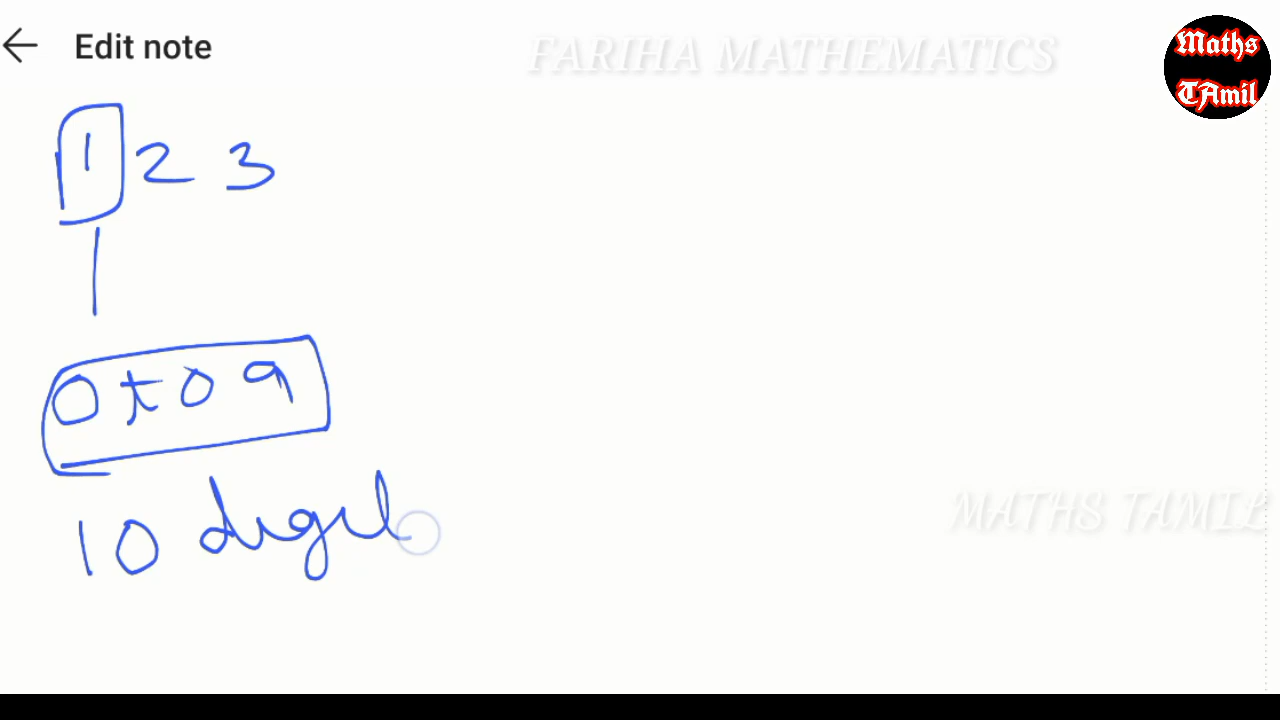 Edit note
FARIHA MATHEMATICS
Maths
TAmil
1 2 3
0 to 9
10 digit
MATHS TAMIL